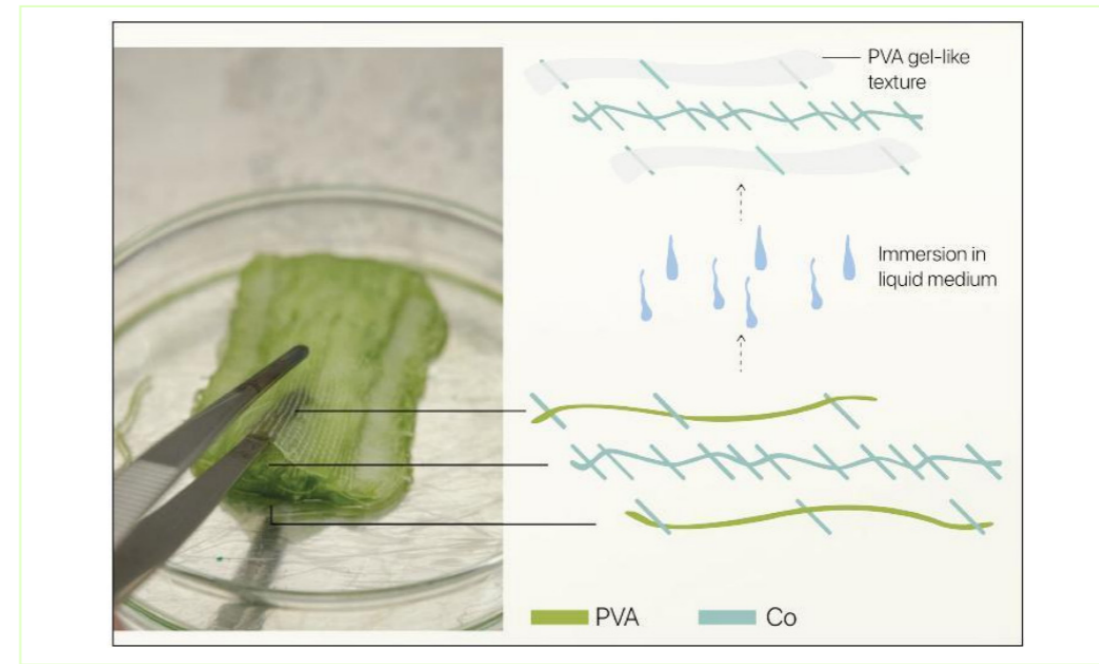 PVA gel-like
texture
Immersion in
liquid medium
PVA
Co